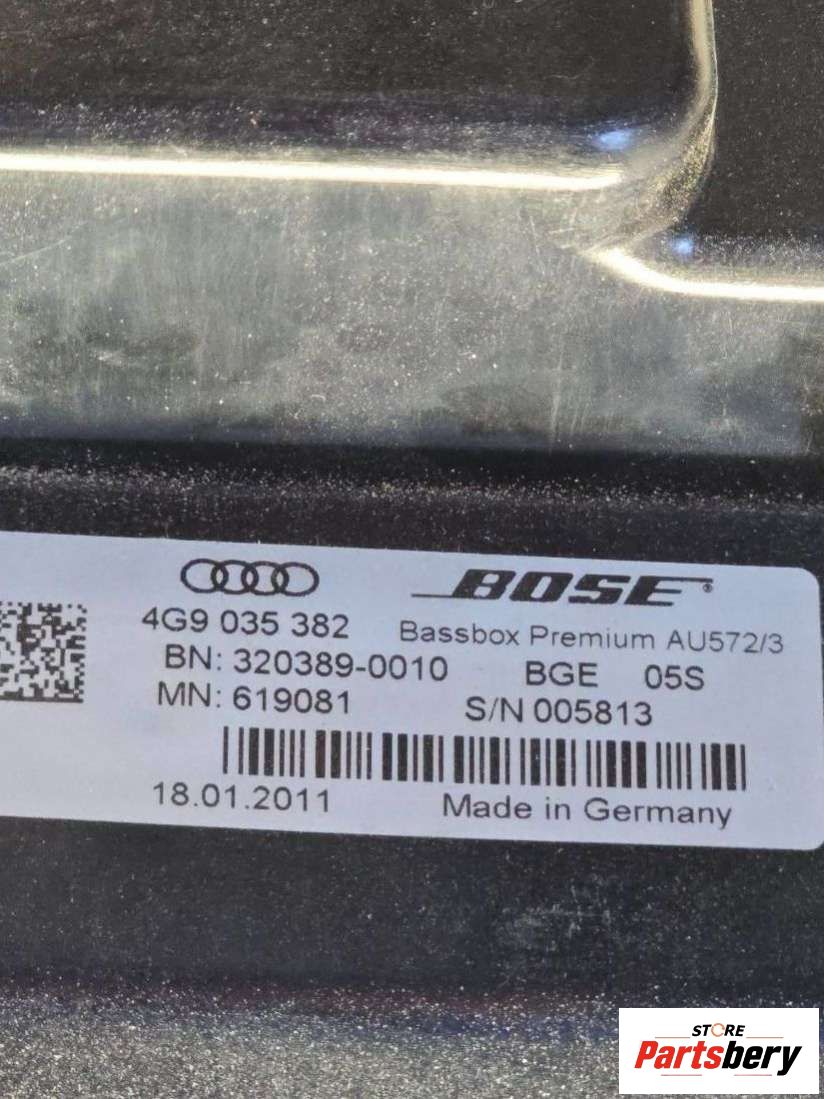 BOSE®
4G9 035 382 Bassbox Premium AU572/3
BN: 320389-0010 BGE 05S
MN: 619081 S/N 005813
18.01.2011 Made in Germany
STORE
Partsbery